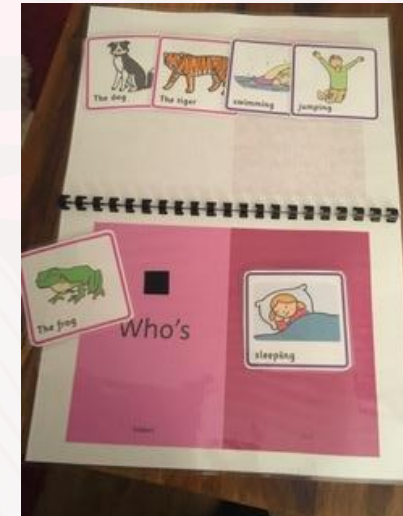 The dog
The tiger
swimming
jumping
The frog
Who's
sleeping